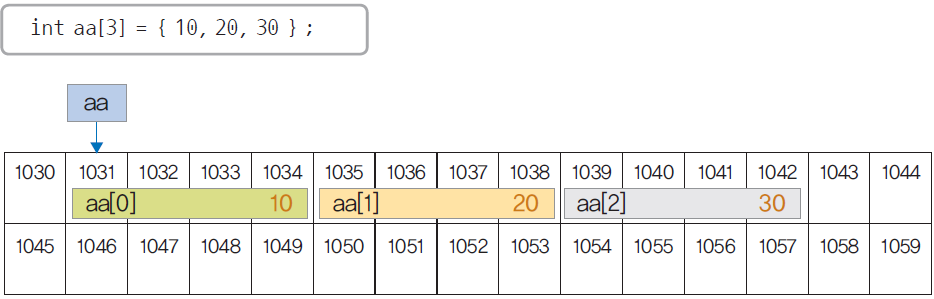 int aa[3] = { 10, 20, 30 } ;
aa
1030 1031 1032 1033 1034 1035 1036 1037 1038 1039 1040 1041 1042 1043 1044
aa[0] 10 aa[1] 20 aa[2] 30
1045 1046 1047 1048 1049 1050 1051 1052 1053 1054 1055 1056 1057 1058 1059